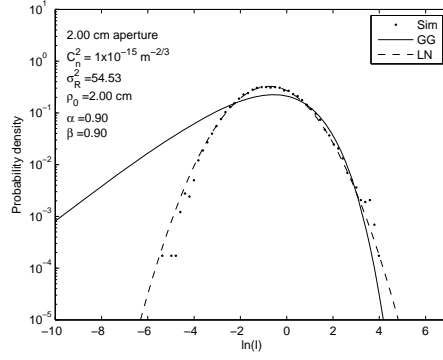 2.00 cm aperture
C_n^2 = 1x10^-15 m^-2/3
σ_R^2 =54.53
ρ_0 =2.00 cm
α =0.90
β =0.90
Sim
GG
LN
Probability density
10^1
10^0
10^-1
10^-2
10^-3
10^-4
10^-5
−10 −8 −6 −4 −2 0 2 4 6
ln(I)